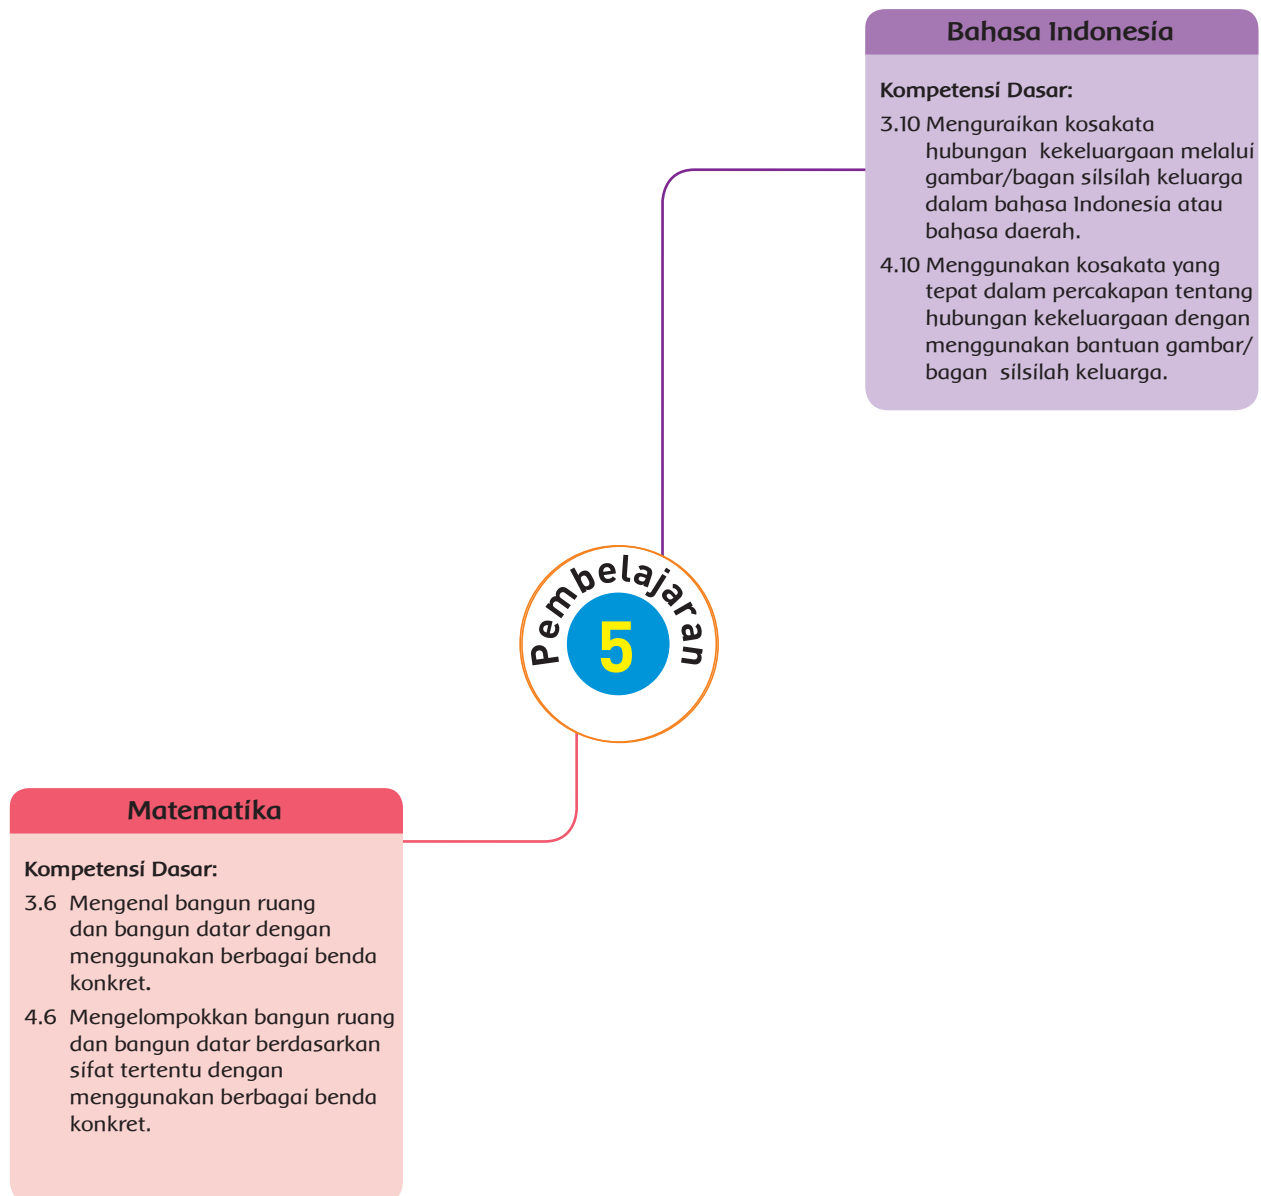 Bahasa Indonesia
Kompetensi Dasar:
3.10 Menguraikan kosakata
hubungan kekeluargaan melalui
gambar/bagan silsilah keluarga
dalam bahasa Indonesia atau
bahasa daerah.
4.10 Menggunakan kosakata yang
tepat dalam percakapan tentang
hubungan kekeluargaan dengan
menggunakan bantuan gambar/
bagan silsilah keluarga.
Pembelajaran
5
Matematika
Kompetensi Dasar:
3.6 Mengenal bangun ruang
dan bangun datar dengan
menggunakan berbagai benda
konkret.
4.6 Mengelompokkan bangun ruang
dan bangun datar berdasarkan
sifat tertentu dengan
menggunakan berbagai benda
konkret.